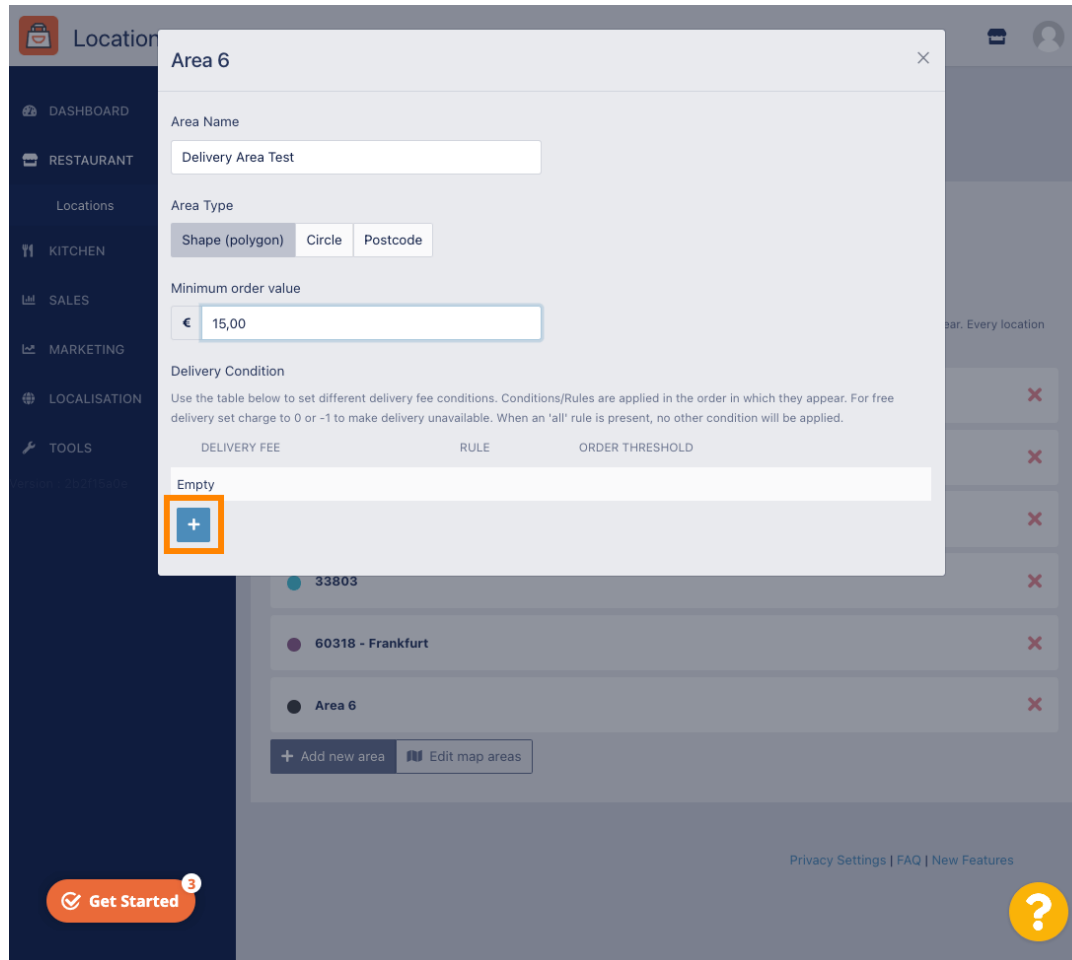 Location
Area 6
×
DASHBOARD
RESTAURANT
Locations
KITCHEN
SALES
MARKETING
LOCALISATION
TOOLS
Area Name
Delivery Area Test
Area Type
Shape (polygon) Circle Postcode
Minimum order value
€ 15,00
ear. Every location
Delivery Condition
Use the table below to set different delivery fee conditions. Conditions/Rules are applied in the order in which they appear. For free
delivery set charge to 0 or -1 to make delivery unavailable. When an 'all' rule is present, no other condition will be applied.
DELIVERY FEE RULE ORDER THRESHOLD
Empty
+
33803
60318 - Frankfurt
Area 6
+ Add new area Edit map areas
Privacy Settings | FAQ | New Features
Get Started 3
?